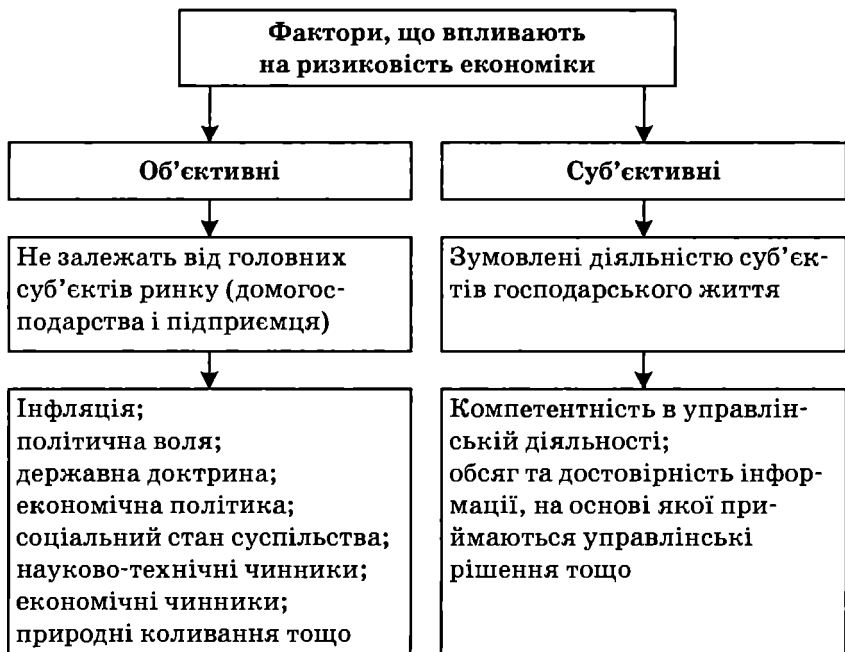 Фактори, що впливають
на ризиковість економіки
Об’єктивні
Суб’єктивні
Не залежать від головних
суб’єктів ринку (домогос-
подарства і підприємця)
Зумовлені діяльністю суб’єк-
тів господарського життя
Інфляція;
політична воля;
державна доктрина;
економічна політика;
соціальний стан суспільства;
науково-технічні чинники;
економічні чинники;
природні коливання тощо
Компетентність в управлін-
ській діяльності;
обсяг та достовірність інфор-
мації, на основі якої при-
ймаються управлінські
рішення тощо